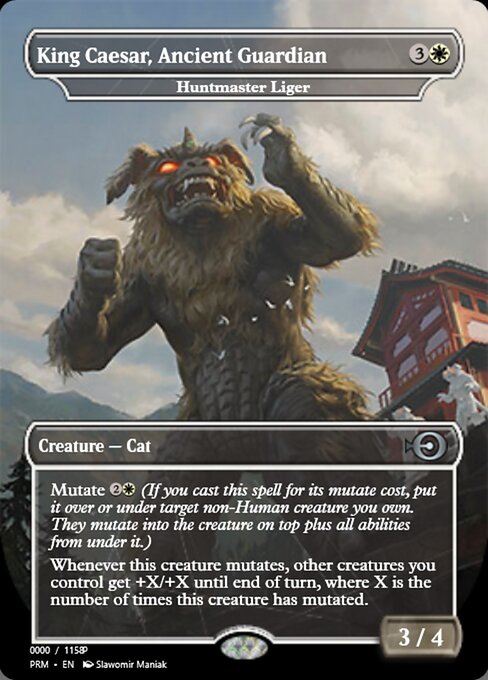 King Caesar, Ancient Guardian 3
Huntmaster Liger
Creature — Cat
Mutate 2 (If you cast this spell for its mutate cost, put
it over or under target non-Human creature you own.
They mutate into the creature on top plus all abilities
from under it.)
Whenever this creature mutates, other creatures you
control get +X/+X until end of turn, where X is the
number of times this creature has mutated.
3 / 4
0000 / 1158P
PRM • EN Slawomir Maniak